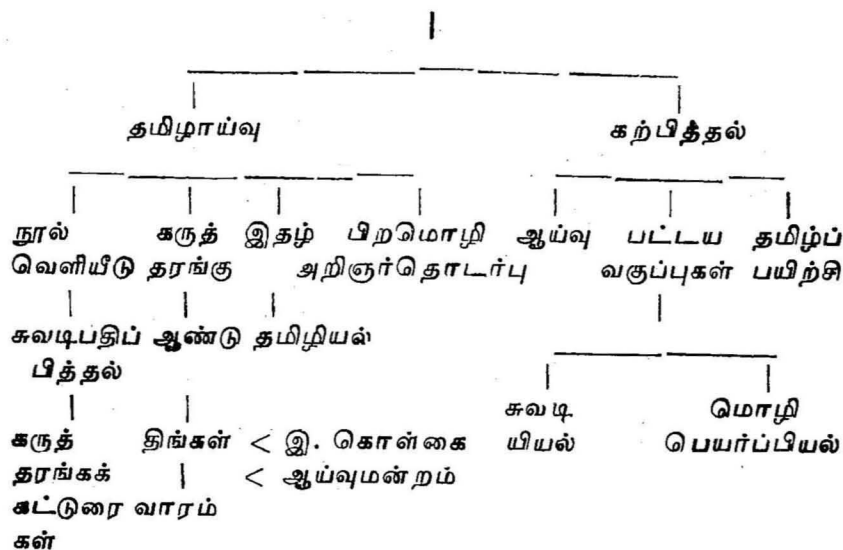 தமிழாய்வு கற்பித்தல்
நூல் கருத் இதழ் பிறமொழி ஆய்வு பட்டய தமிழ்ப்
வெளியீடு தரங்கு அறிஞர்தொடர்பு வகுப்புகள் பயிற்சி
சுவடிபதிப் ஆண்டு தமிழியல்
பித்தல்
சுவடி மொழி
கருத் திங்கள் < இ. கொள்கை யியல் பெயர்ப்பியல்
தரங்கக் < ஆய்வுமன்றம்
கட்டுரை வாரம்
கள்